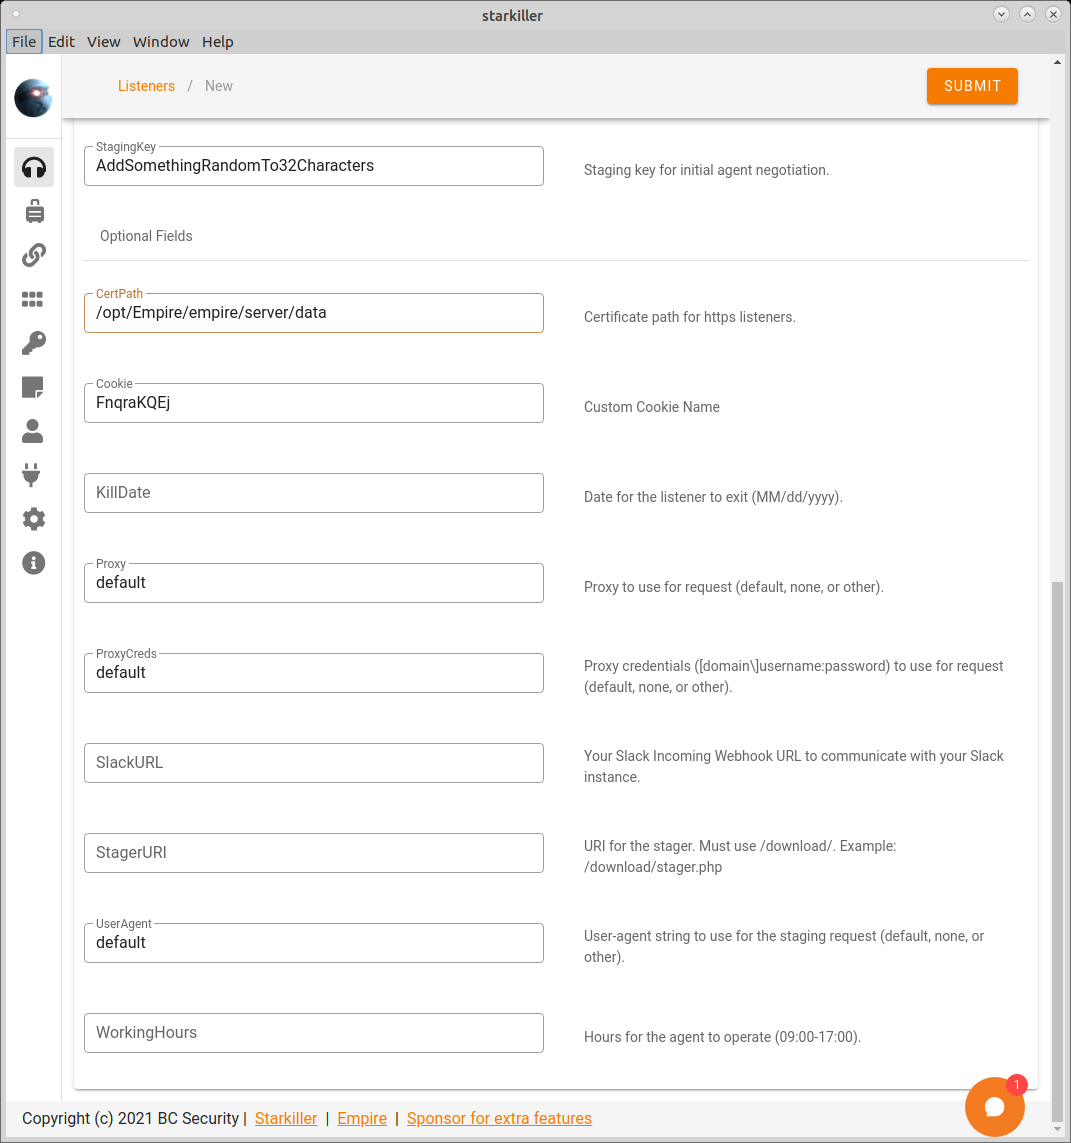 starkiller
File Edit View Window Help
Listeners / New
SUBMIT
StagingKey
AddSomethingRandomTo32Characters
Staging key for initial agent negotiation.
Optional Fields
CertPath
/opt/Empire/empire/server/data
Certificate path for https listeners.
Cookie
FnqraKQEj
Custom Cookie Name
KillDate
Date for the listener to exit (MM/dd/yyyy).
Proxy
default
Proxy to use for request (default, none, or other).
ProxyCreds
default
Proxy credentials ([domain\]username:password) to use for request
(default, none, or other).
SlackURL
Your Slack Incoming Webhook URL to communicate with your Slack
instance.
StagerURI
URI for the stager. Must use /download/. Example:
/download/stager.php
UserAgent
default
User-agent string to use for the staging request (default, none, or
other).
WorkingHours
Hours for the agent to operate (09:00-17:00).
1
Copyright (c) 2021 BC Security | Starkiller | Empire | Sponsor for extra features